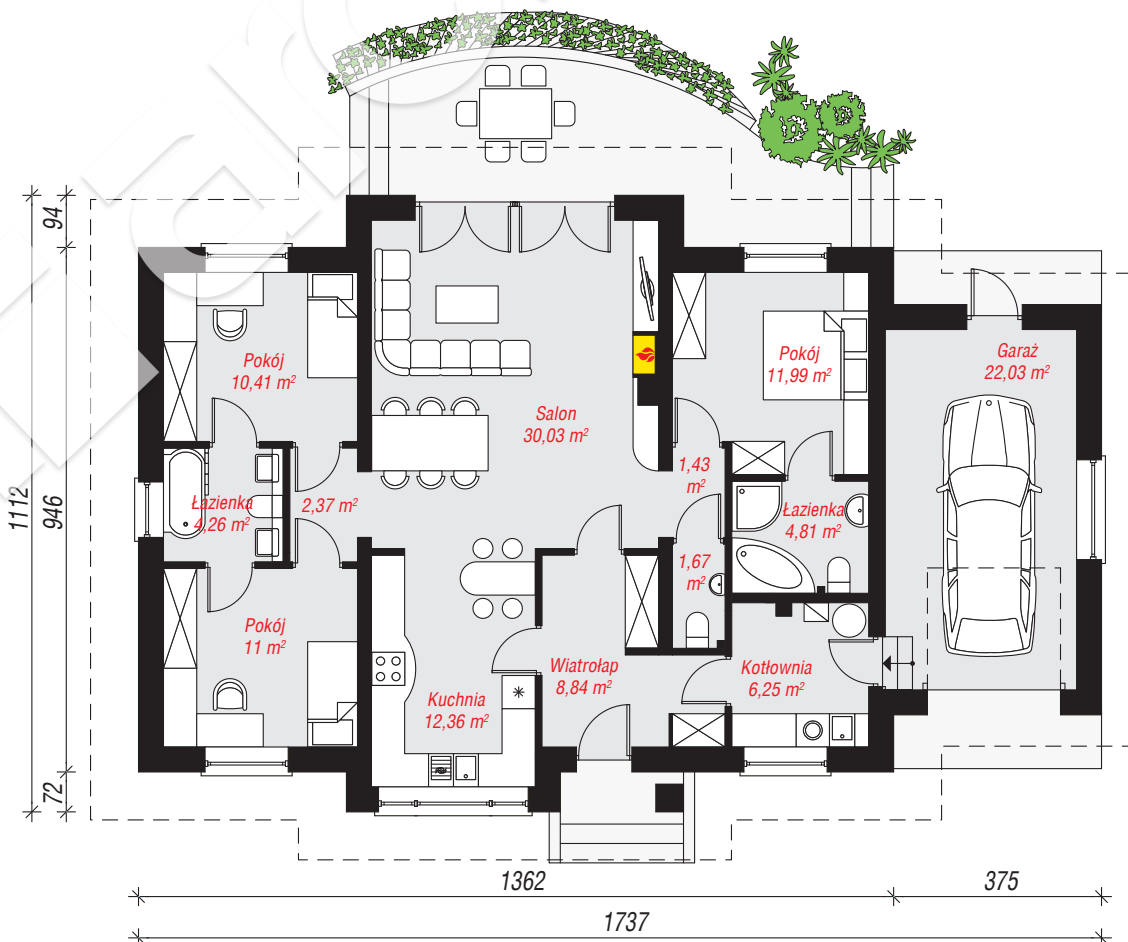 94
Pokój
10,41 m²
Salon
30,03 m²
Pokój
11,99 m²
Garaż
22,03 m²
1112
946
Łazienka
4,26 m²
2,37 m²
1,43
m²
Łazienka
4,81 m²
1,67
m²
Pokój
11 m²
Kuchnia
12,36 m²
Wiatrołap
8,84 m²
Kotłownia
6,25 m²
72
1362
375
1737